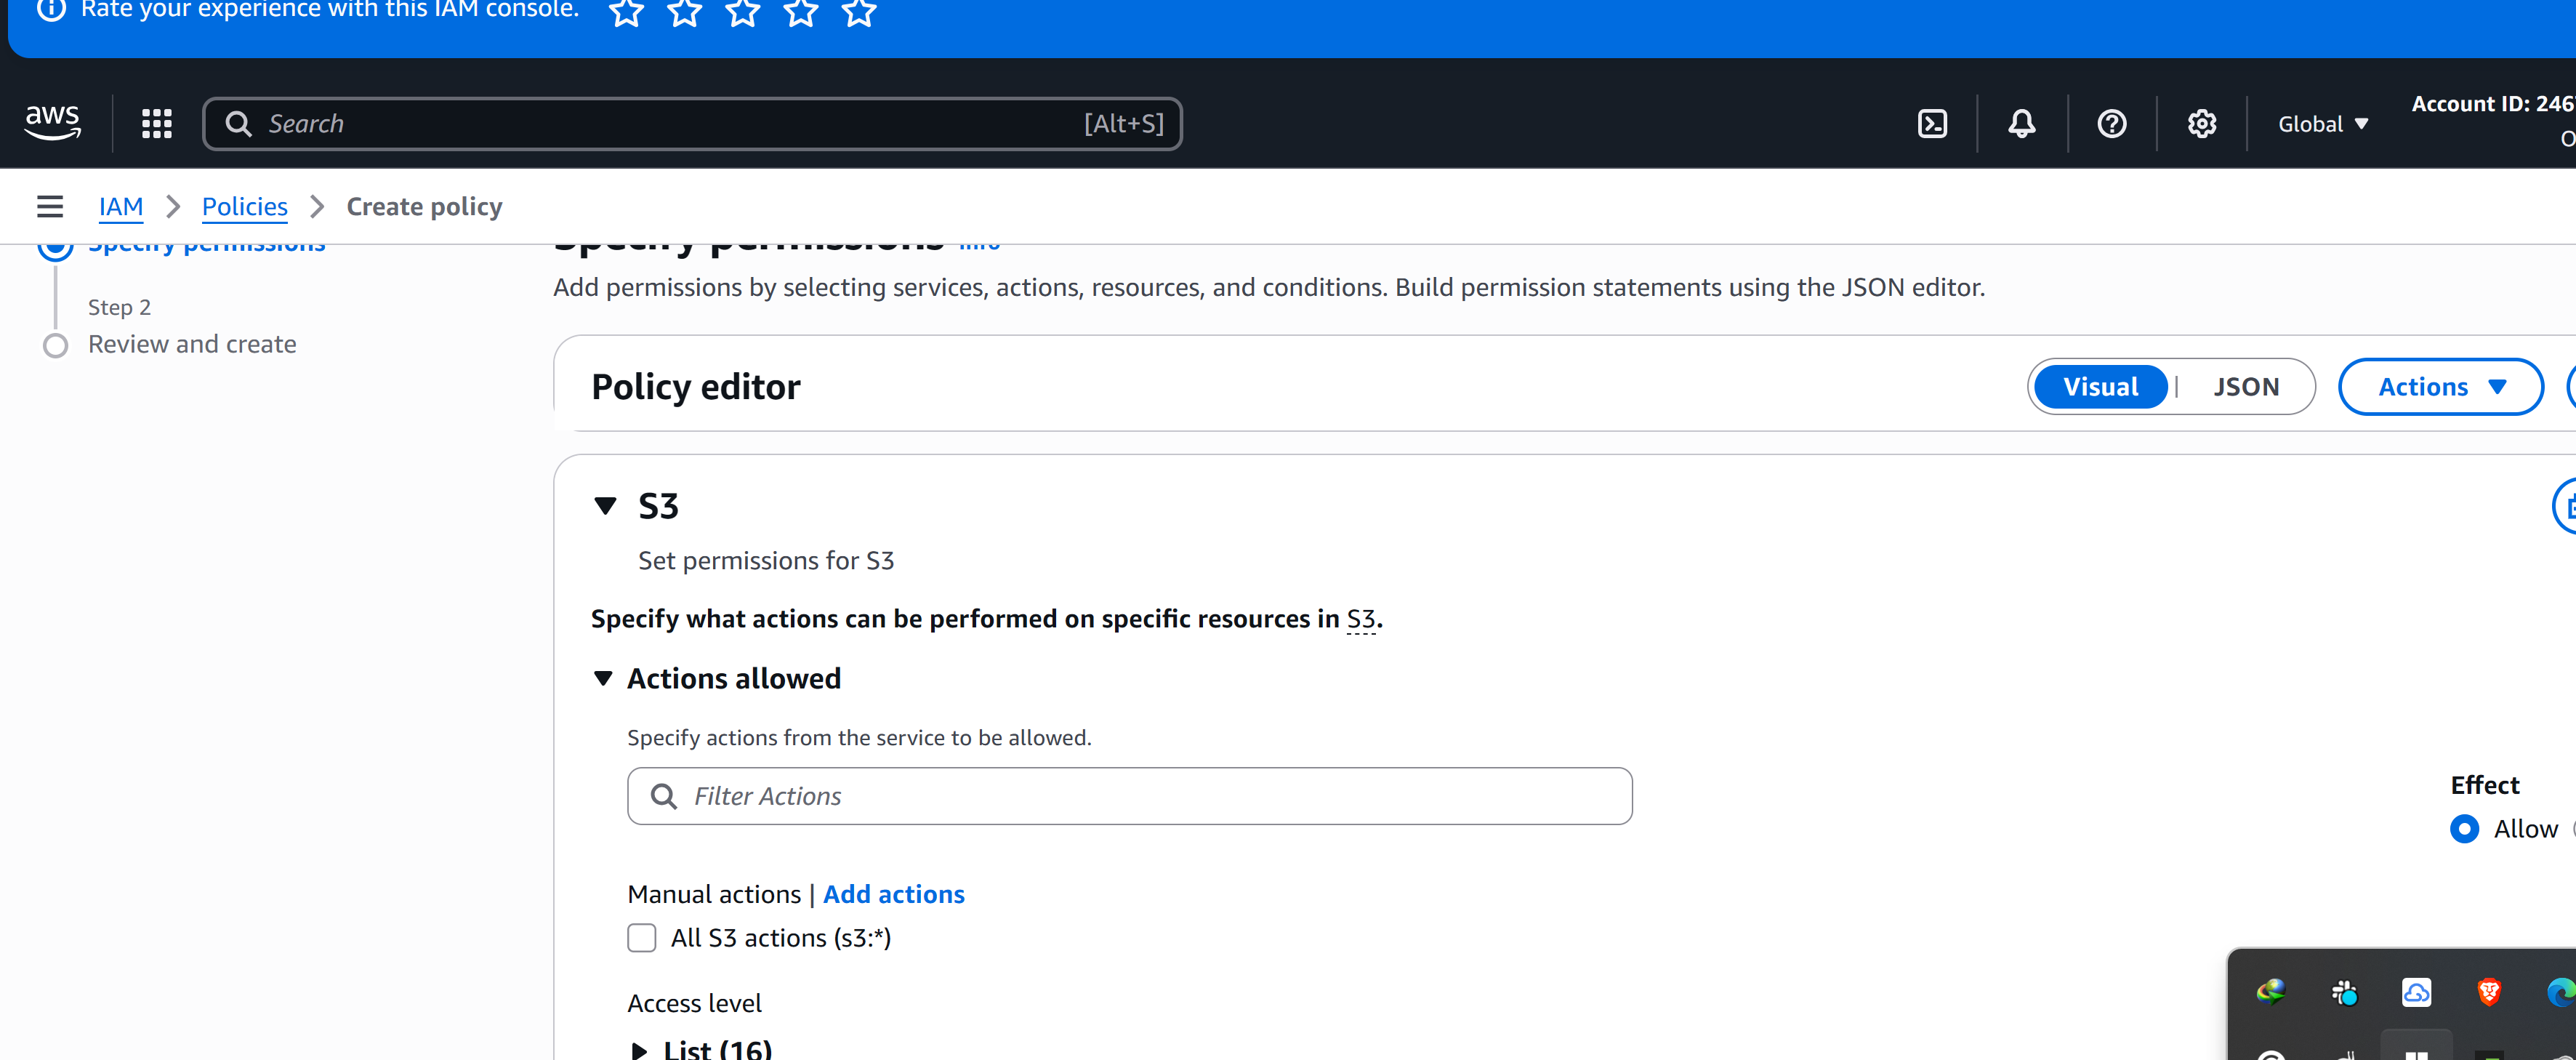 Rate your experience with this IAM console.
aws
Search [Alt+S]
Global
Account ID: 246
IAM
Policies
Create policy
Specify permissions
Step 2
Review and create
Specify permissions Info
Add permissions by selecting services, actions, resources, and conditions. Build permission statements using the JSON editor.
Policy editor
Visual | JSON
Actions
S3
Set permissions for S3
Specify what actions can be performed on specific resources in S3.
Actions allowed
Specify actions from the service to be allowed.
Filter Actions
Effect
Allow
Manual actions | Add actions
All S3 actions (s3:*)
Access level
List (16)